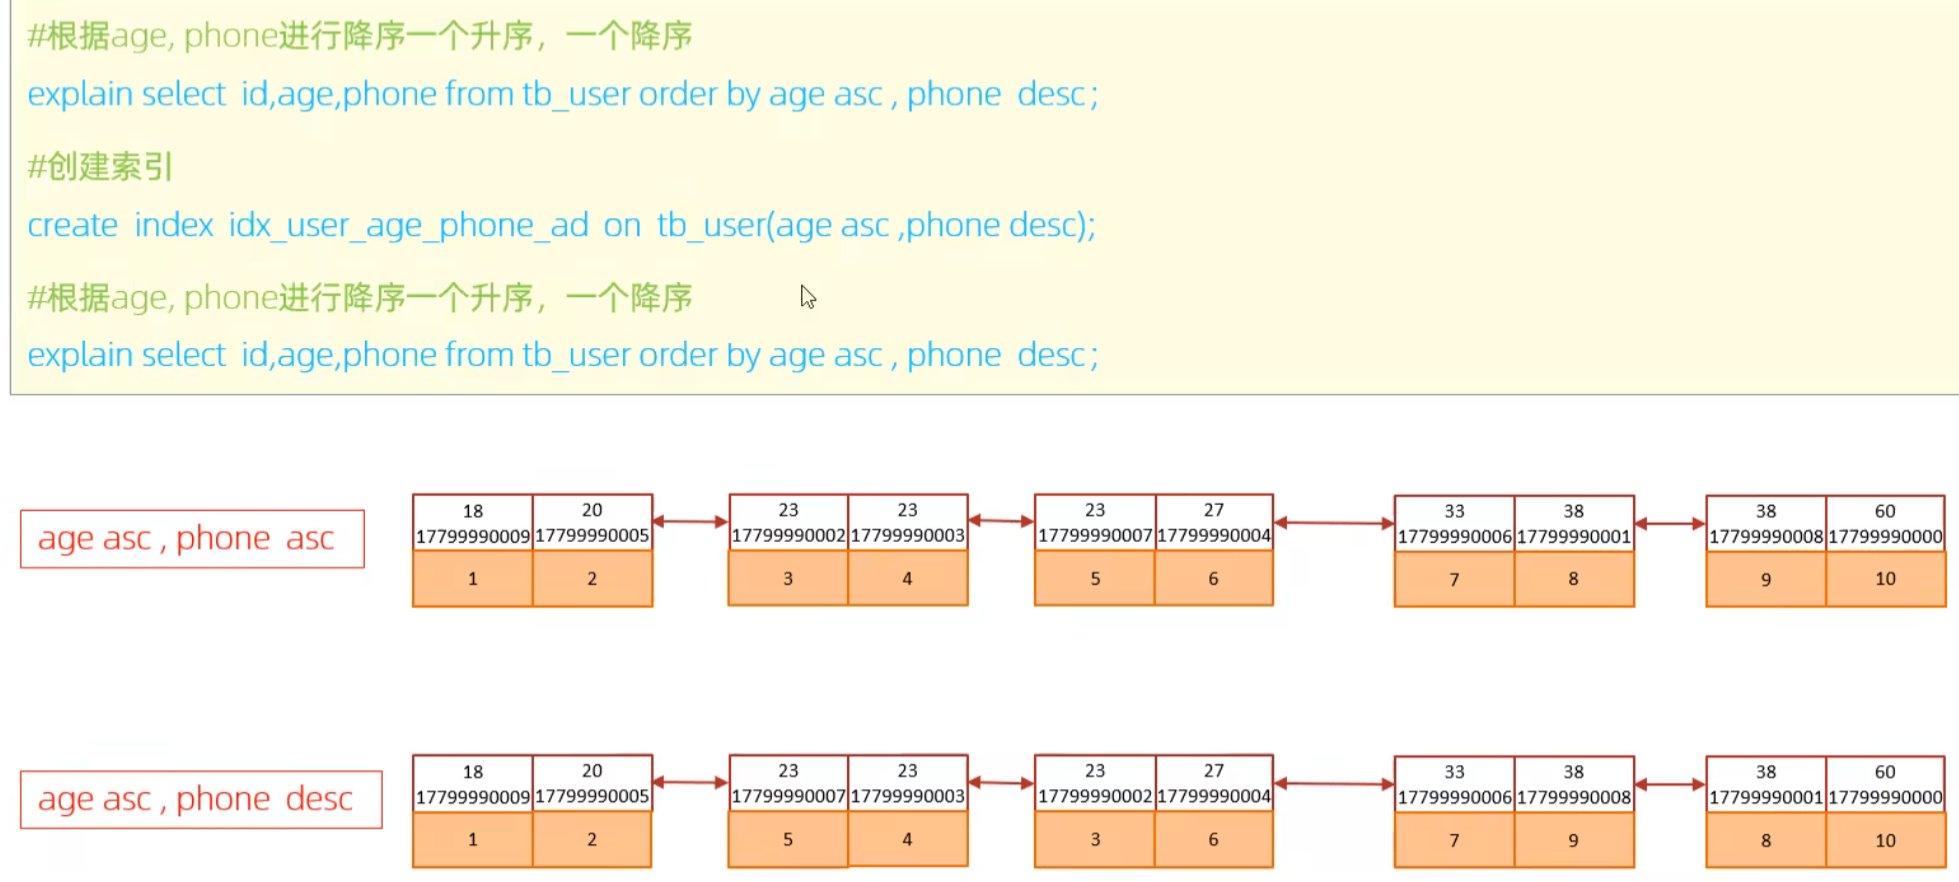 #根据age, phone进行降序一个升序，一个降序
explain select id,age,phone from tb_user order by age asc , phone desc ;
#创建索引
create index idx_user_age_phone_ad on tb_user(age asc ,phone desc);
#根据age, phone进行降序一个升序，一个降序
explain select id,age,phone from tb_user order by age asc , phone desc ;
age asc , phone asc
18 20 23 23 23 27 33 38 38 60
17799990009 17799990005 17799990002 17799990003 17799990007 17799990004 17799990006 17799990001 17799990008 17799990000
1 2 3 4 5 6 7 8 9 10
age asc , phone desc
18 20 23 23 23 27 33 38 38 60
17799990009 17799990005 17799990007 17799990003 17799990002 17799990004 17799990006 17799990008 17799990001 17799990000
1 2 5 4 3 6 7 9 8 10